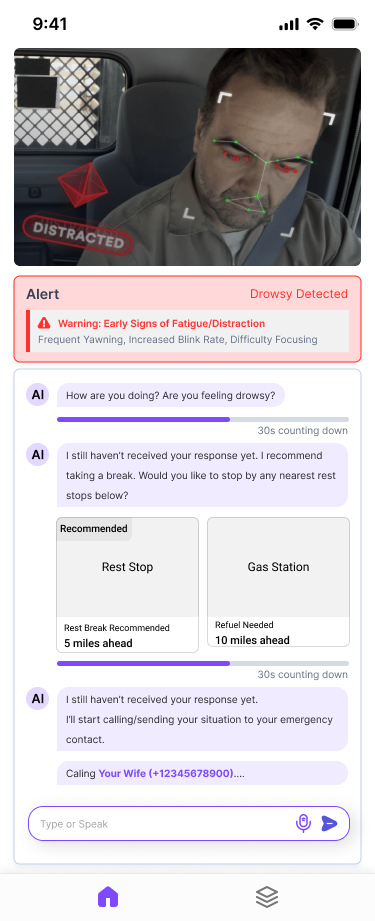 9:41
DISTRACTED
Alert
Drowsy Detected
Warning: Early Signs of Fatigue/Distraction
Frequent Yawning, Increased Blink Rate, Difficulty Focusing
AI
How are you doing? Are you feeling drowsy?
30s counting down
AI
I still haven't received your response yet. I recommend
taking a break. Would you like to stop by any nearest rest
stops below?
Recommended
Rest Stop
Rest Break Recommended
5 miles ahead
Gas Station
Refuel Needed
10 miles ahead
30s counting down
AI
I still haven't received your response yet.
I'll start calling/sending your situation to your emergency
contact.
Caling Your Wife (+12345678900)....
Type or Speak